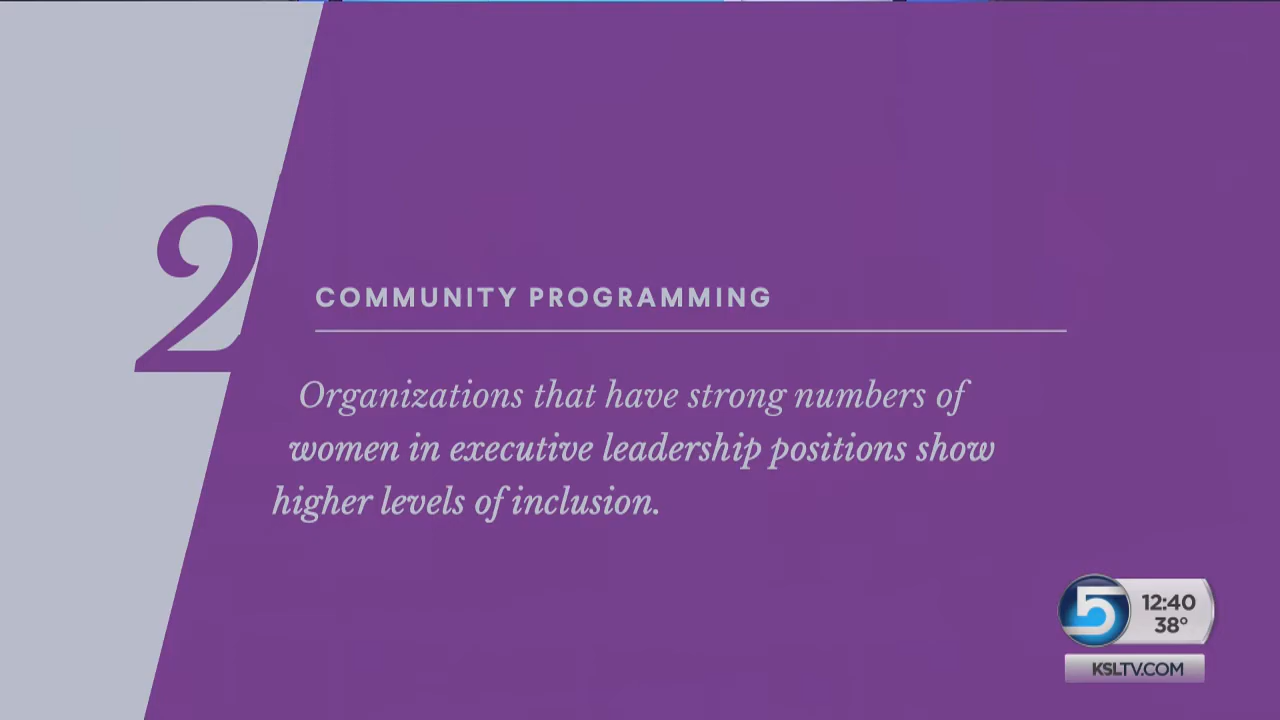 2
COMMUNITY PROGRAMMING
Organizations that have strong numbers of
women in executive leadership positions show
higher levels of inclusion.
5
12:40
38°
KSLTV.COM